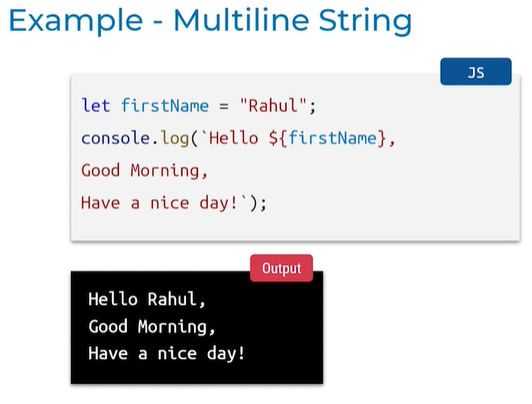 Example - Multiline String
JS
let firstName = "Rahul";
console.log(`Hello ${firstName},
Good Morning,
Have a nice day!`);
Output
Hello Rahul,
Good Morning,
Have a nice day!